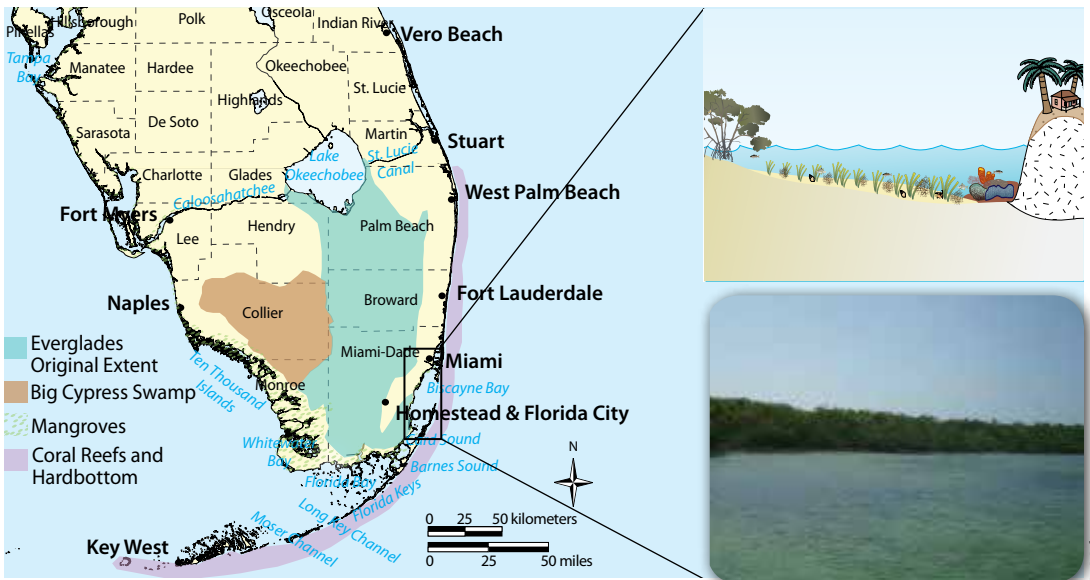 Hillsborough
Polk
Osceola
Indian River
Pinellas
Vero Beach
Tampa
Bay
Manatee
Hardee
Okeechobee
St. Lucie
Highlands
De Soto
Sarasota
Martin
Stuart
St. Lucie
Canal
Lake
Okeechobee
Charlotte
Glades
Caloosahatchee
West Palm Beach
Fort Myers
Hendry
Palm Beach
Lee
Naples
Collier
Broward
Fort Lauderdale
Everglades
Original Extent
Big Cypress Swamp
Mangroves
Coral Reefs and
Hardbottom
Ten Thousand
Islands
Monroe
Miami-Dade
Miami
Biscayne Bay
Homestead & Florida City
Whitewater
Bay
Card Sound
Barnes Sound
Florida Bay
Florida Keys
Long Key Channel
Moser Channel
Key West
N
0 25 50 kilometers
0 25 50 miles